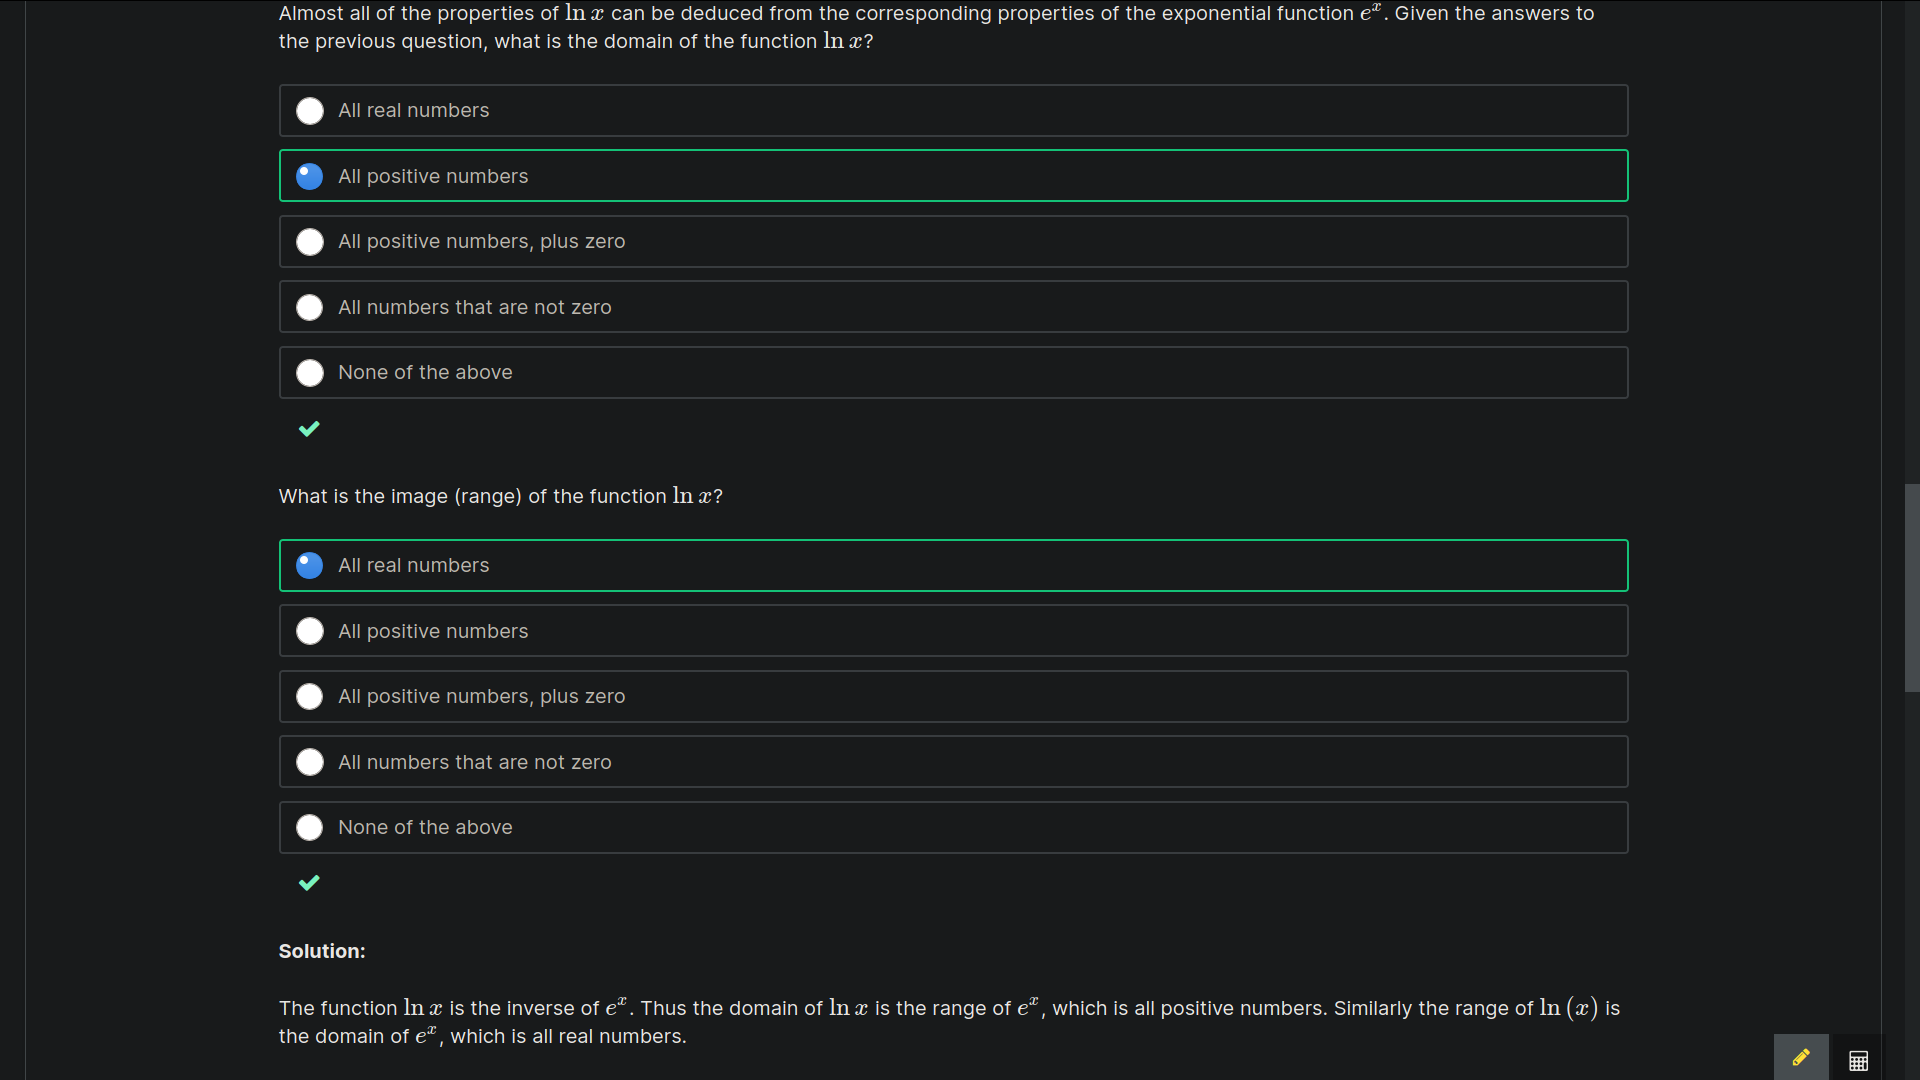 Almost all of the properties of ln x can be deduced from the corresponding properties of the exponential function eˣ. Given the answers to
the previous question, what is the domain of the function ln x?
All real numbers
All positive numbers
All positive numbers, plus zero
All numbers that are not zero
None of the above
What is the image (range) of the function ln x?
All real numbers
All positive numbers
All positive numbers, plus zero
All numbers that are not zero
None of the above
Solution:
The function ln x is the inverse of eˣ. Thus the domain of ln x is the range of eˣ, which is all positive numbers. Similarly the range of ln (x) is
the domain of eˣ, which is all real numbers.